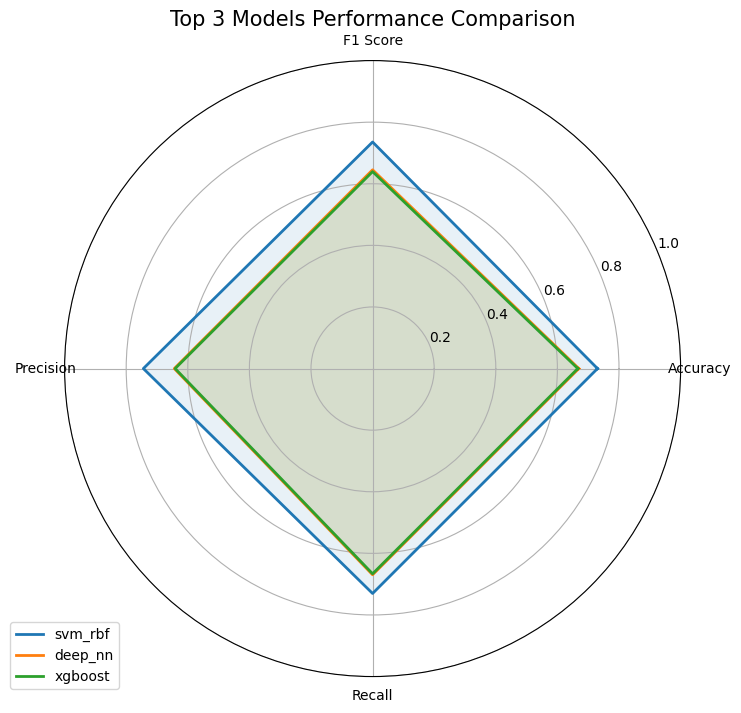 Top 3 Models Performance Comparison
F1 Score
1.0
0.8
0.6
0.4
0.2
Precision
Accuracy
svm_rbf
deep_nn
xgboost
Recall